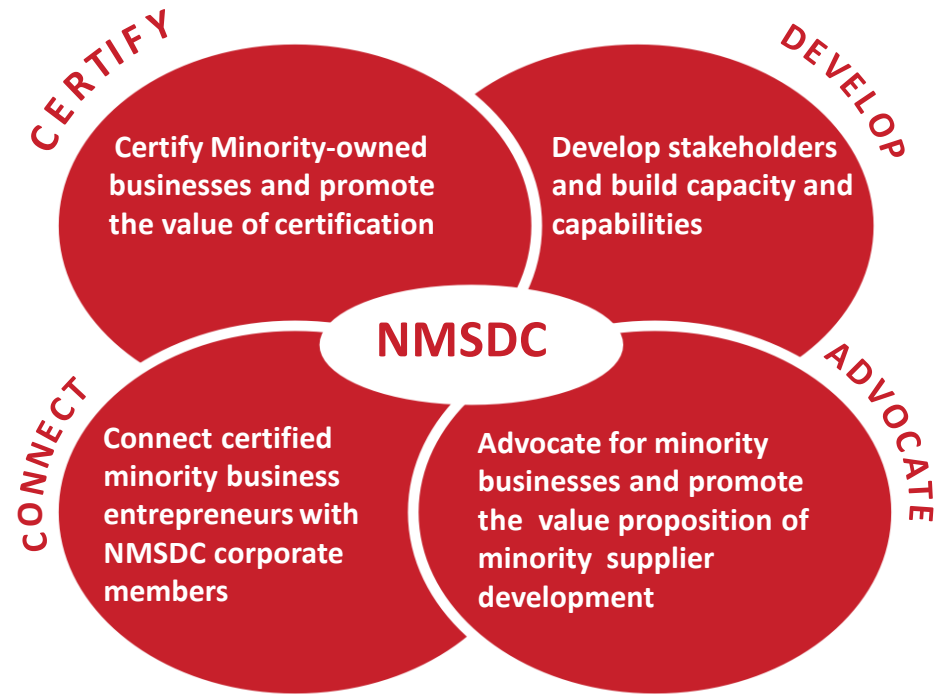 CERTIFY
Certify Minority-owned
businesses and promote
the value of certification
DEVELOP
Develop stakeholders
and build capacity and
capabilities
NMSDC
CONNECT
Connect certified
minority business
entrepreneurs with
NMSDC corporate
members
ADVOCATE
Advocate for minority
businesses and promote
the value proposition of
minority supplier
development